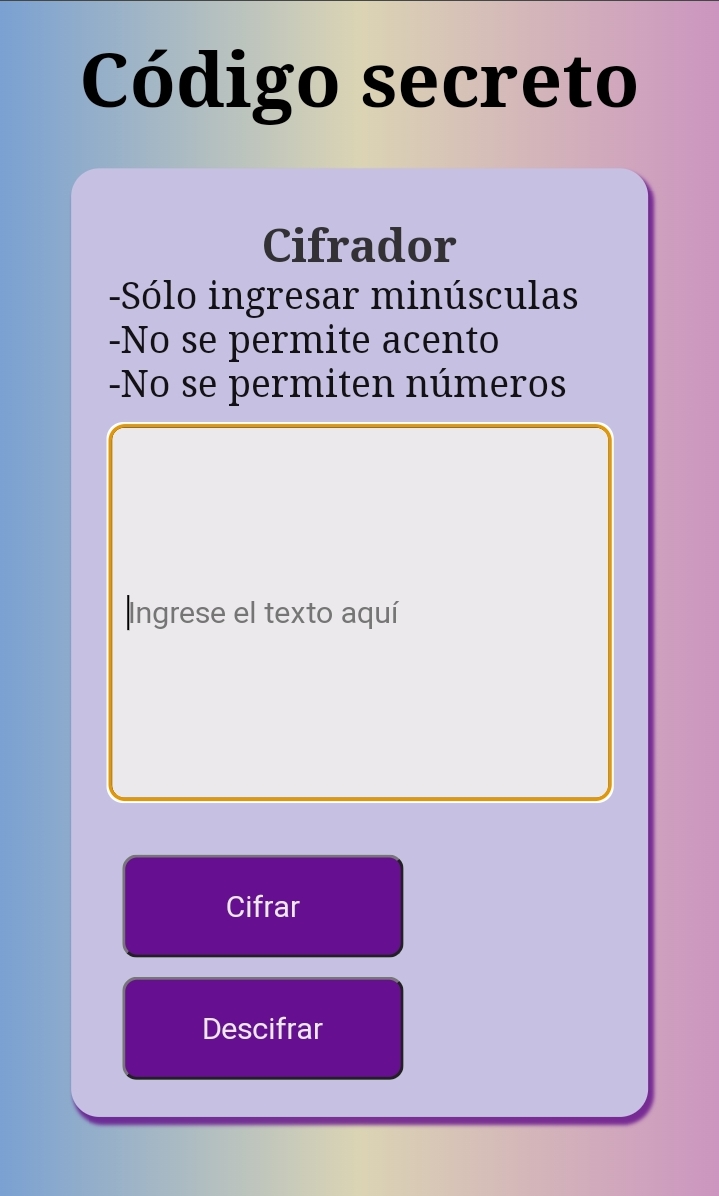 Código secreto
Cifrador
-Sólo ingresar minúsculas
-No se permite acento
-No se permiten números
Ingrese el texto aquí
Cifrar
Descifrar